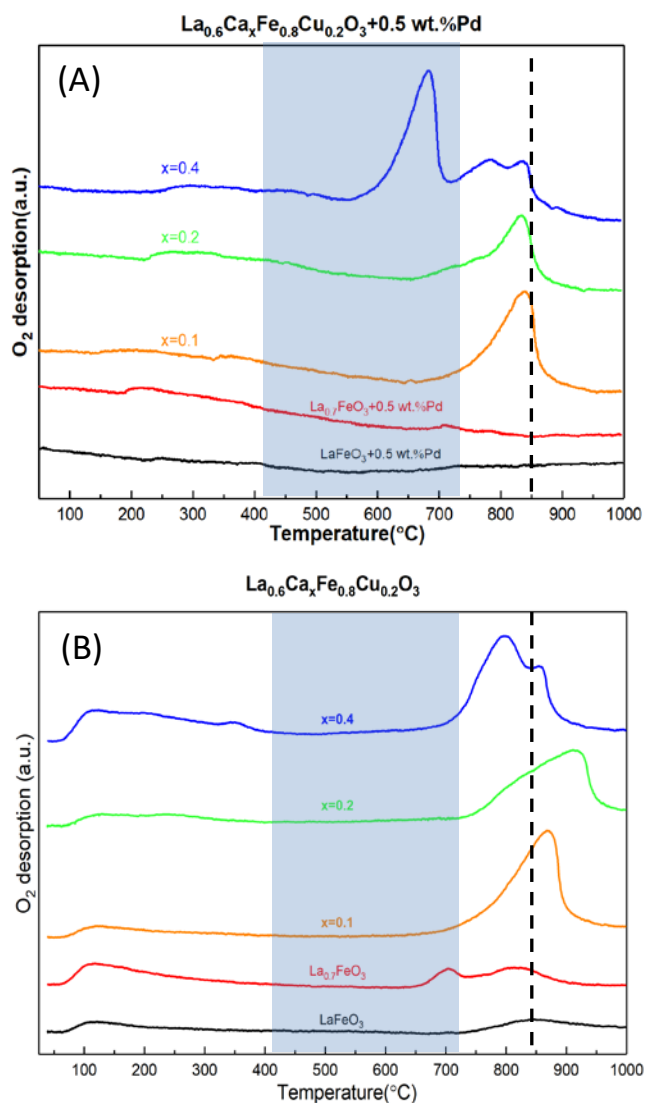 La₀.₆CaₓFe₀.₈Cu₀.₂O₃+0.5 wt.%Pd
(A)
x=0.4
x=0.2
x=0.1
La₀.₇FeO₃+0.5 wt.%Pd
LaFeO₃+0.5 wt.%Pd
O₂ desorption(a.u.)
100 200 300 400 500 600 700 800 900 1000
Temperature(°C)
La₀.₆CaₓFe₀.₈Cu₀.₂O₃
(B)
x=0.4
x=0.2
x=0.1
La₀.₇FeO₃
LaFeO₃
O₂ desorption (a.u.)
100 200 300 400 500 600 700 800 900 1000
Temperature(°C)